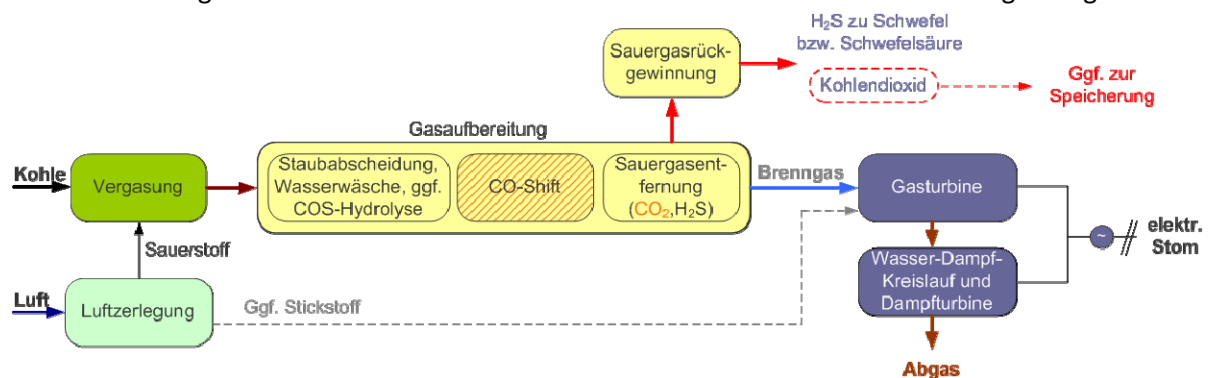 H₂S zu Schwefel
bzw. Schwefelsäure
Sauergasrück-
gewinnung
Kohlendioxid
Ggf. zur
Speicherung
Gasaufbereitung
Kohle
Vergasung
Staubabscheidung,
Wasserwäsche, ggf.
COS-Hydrolyse
CO-Shift
Sauergasent-
fernung
(CO₂,H₂S)
Brenngas
Gasturbine
Sauerstoff
~
elektr.
Stom
Wasser-Dampf-
Kreislauf und
Dampfturbine
Luft
Luftzerlegung
Ggf. Stickstoff
Abgas